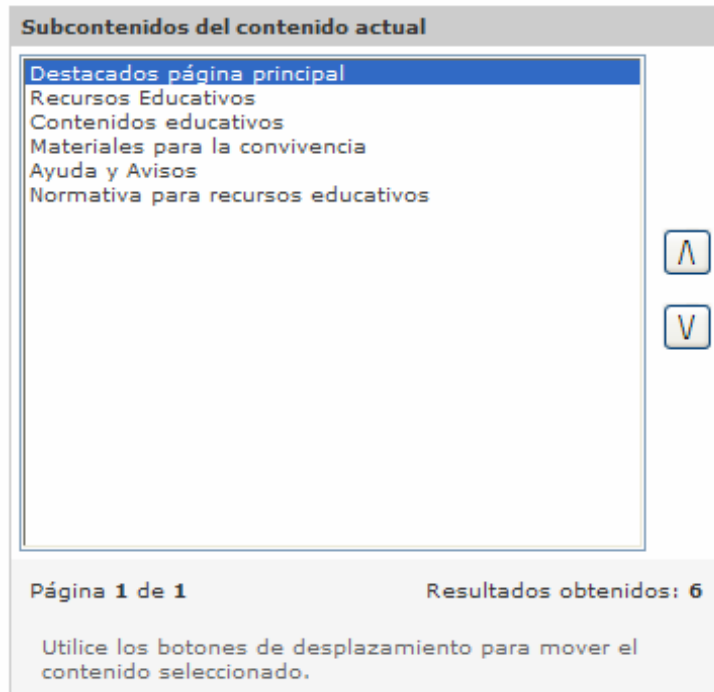 Subcontenidos del contenido actual
Destacados página principal
Recursos Educativos
Contenidos educativos
Materiales para la convivencia
Ayuda y Avisos
Normativa para recursos educativos
Λ
V
Página 1 de 1 Resultados obtenidos: 6
Utilice los botones de desplazamiento para mover el
contenido seleccionado.